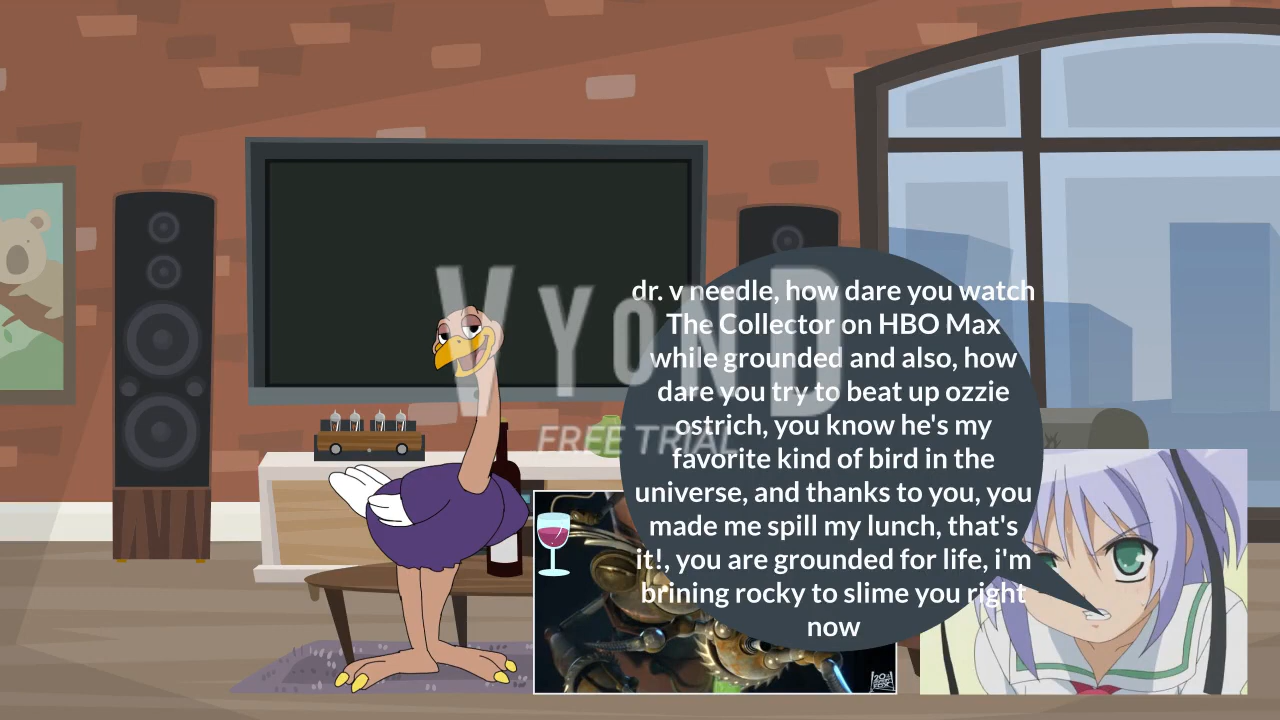 VYOND
FREE TRIAL
dr. v needle, how dare you watch
The Collector on HBO Max
while grounded and also, how
dare you try to beat up ozzie
ostrich, you know he's my
favorite kind of bird in the
universe, and thanks to you, you
made me spill my lunch, that's
it!, you are grounded for life, i'm
brining rocky to slime you right
now